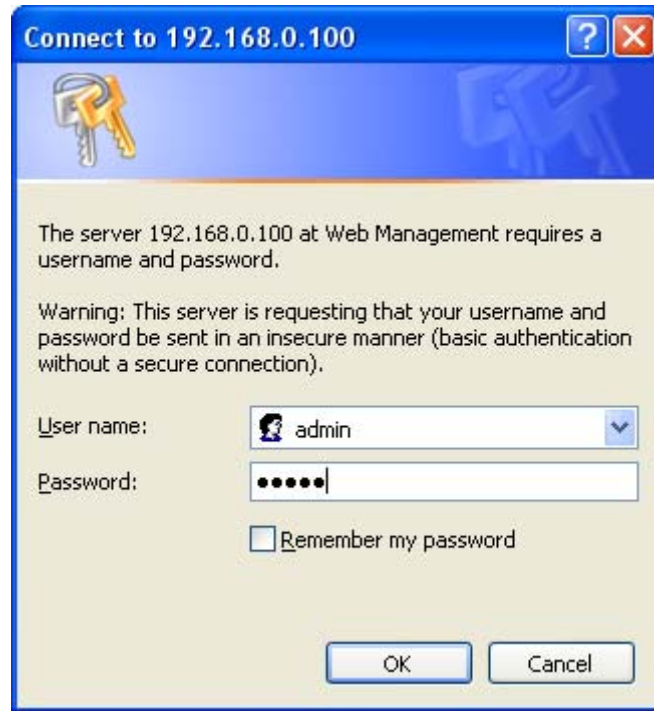 Connect to 192.168.0.100
The server 192.168.0.100 at Web Management requires a
username and password.
Warning: This server is requesting that your username and
password be sent in an insecure manner (basic authentication
without a secure connection).
User name: admin
Password: •••••
Remember my password
OK Cancel